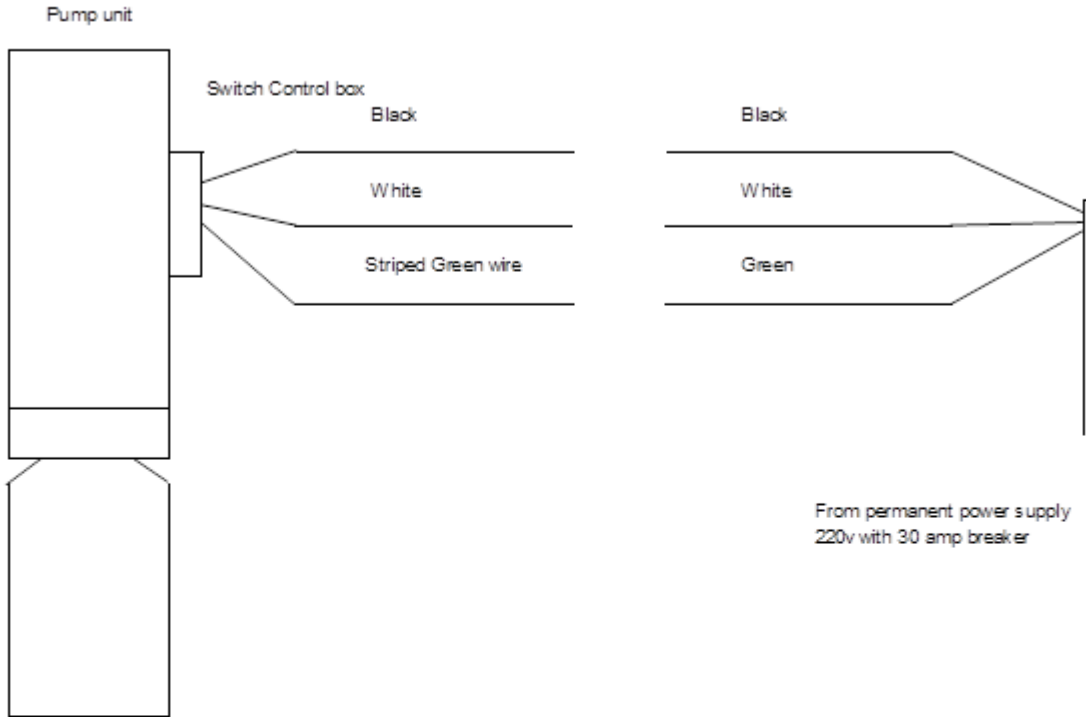 Pump unit
Switch Control box
Black
Black
White
White
Striped Green wire
Green
From permanent power supply
220v with 30 amp breaker